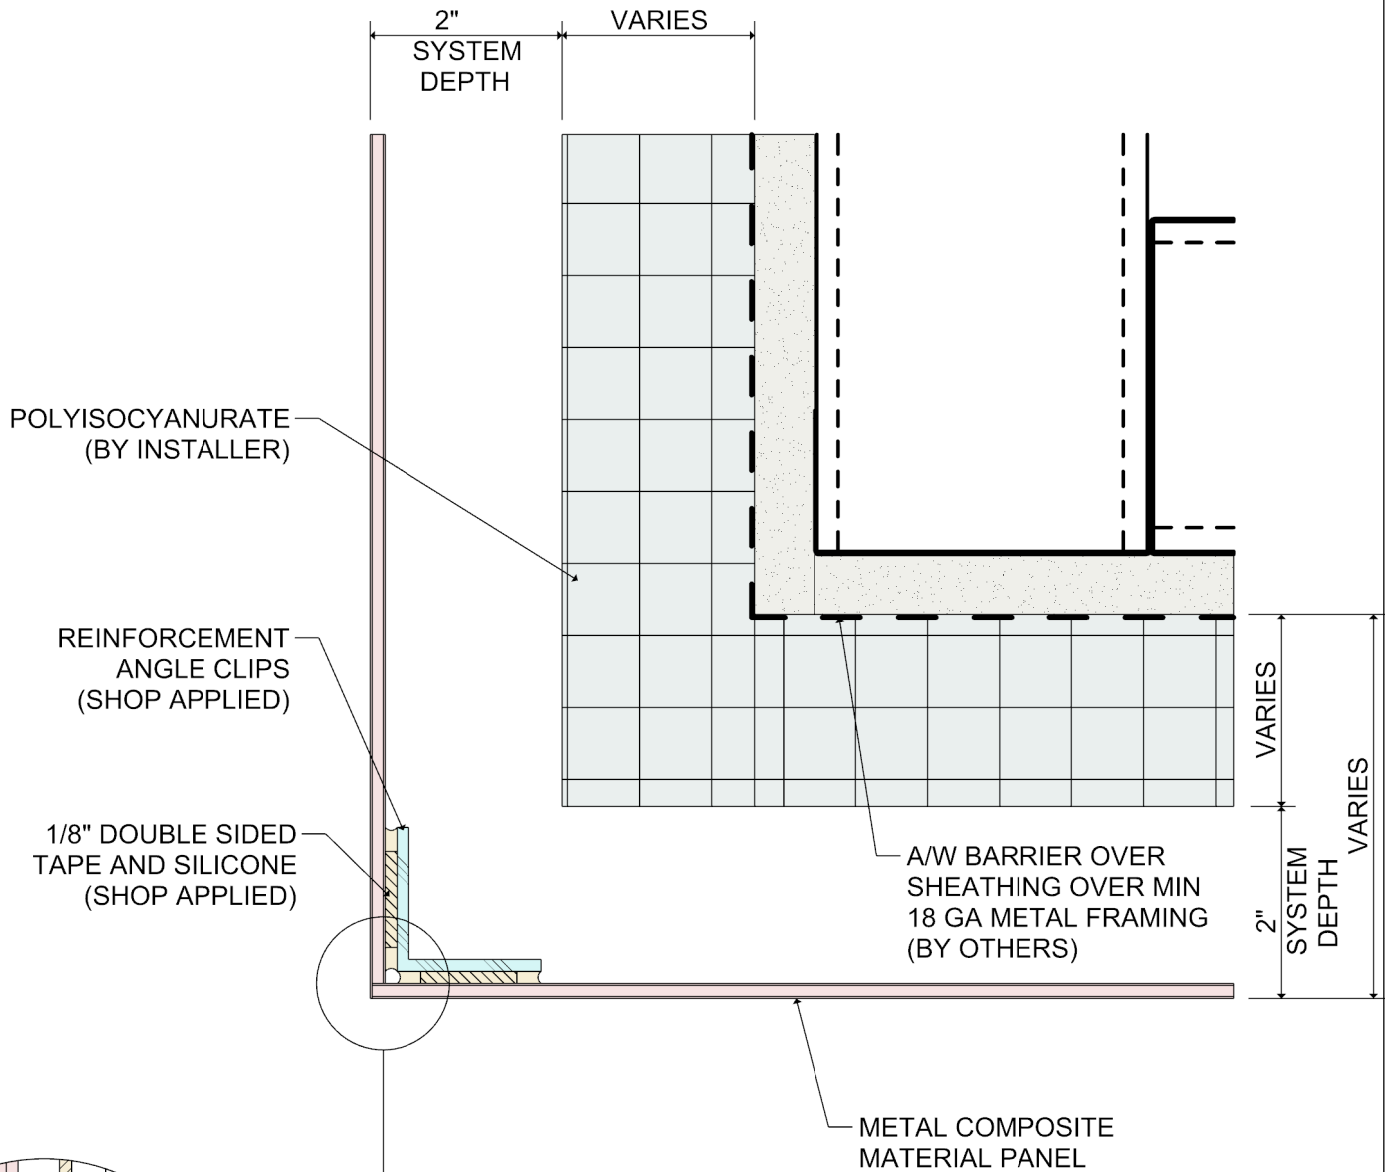 2"
SYSTEM
DEPTH
VARIES
POLYISOCYANURATE
(BY INSTALLER)
REINFORCEMENT
ANGLE CLIPS
(SHOP APPLIED)
1/8" DOUBLE SIDED
TAPE AND SILICONE
(SHOP APPLIED)
A/W BARRIER OVER
SHEATHING OVER MIN
18 GA METAL FRAMING
(BY OTHERS)
VARIES
2"
SYSTEM
DEPTH
VARIES
METAL COMPOSITE
MATERIAL PANEL